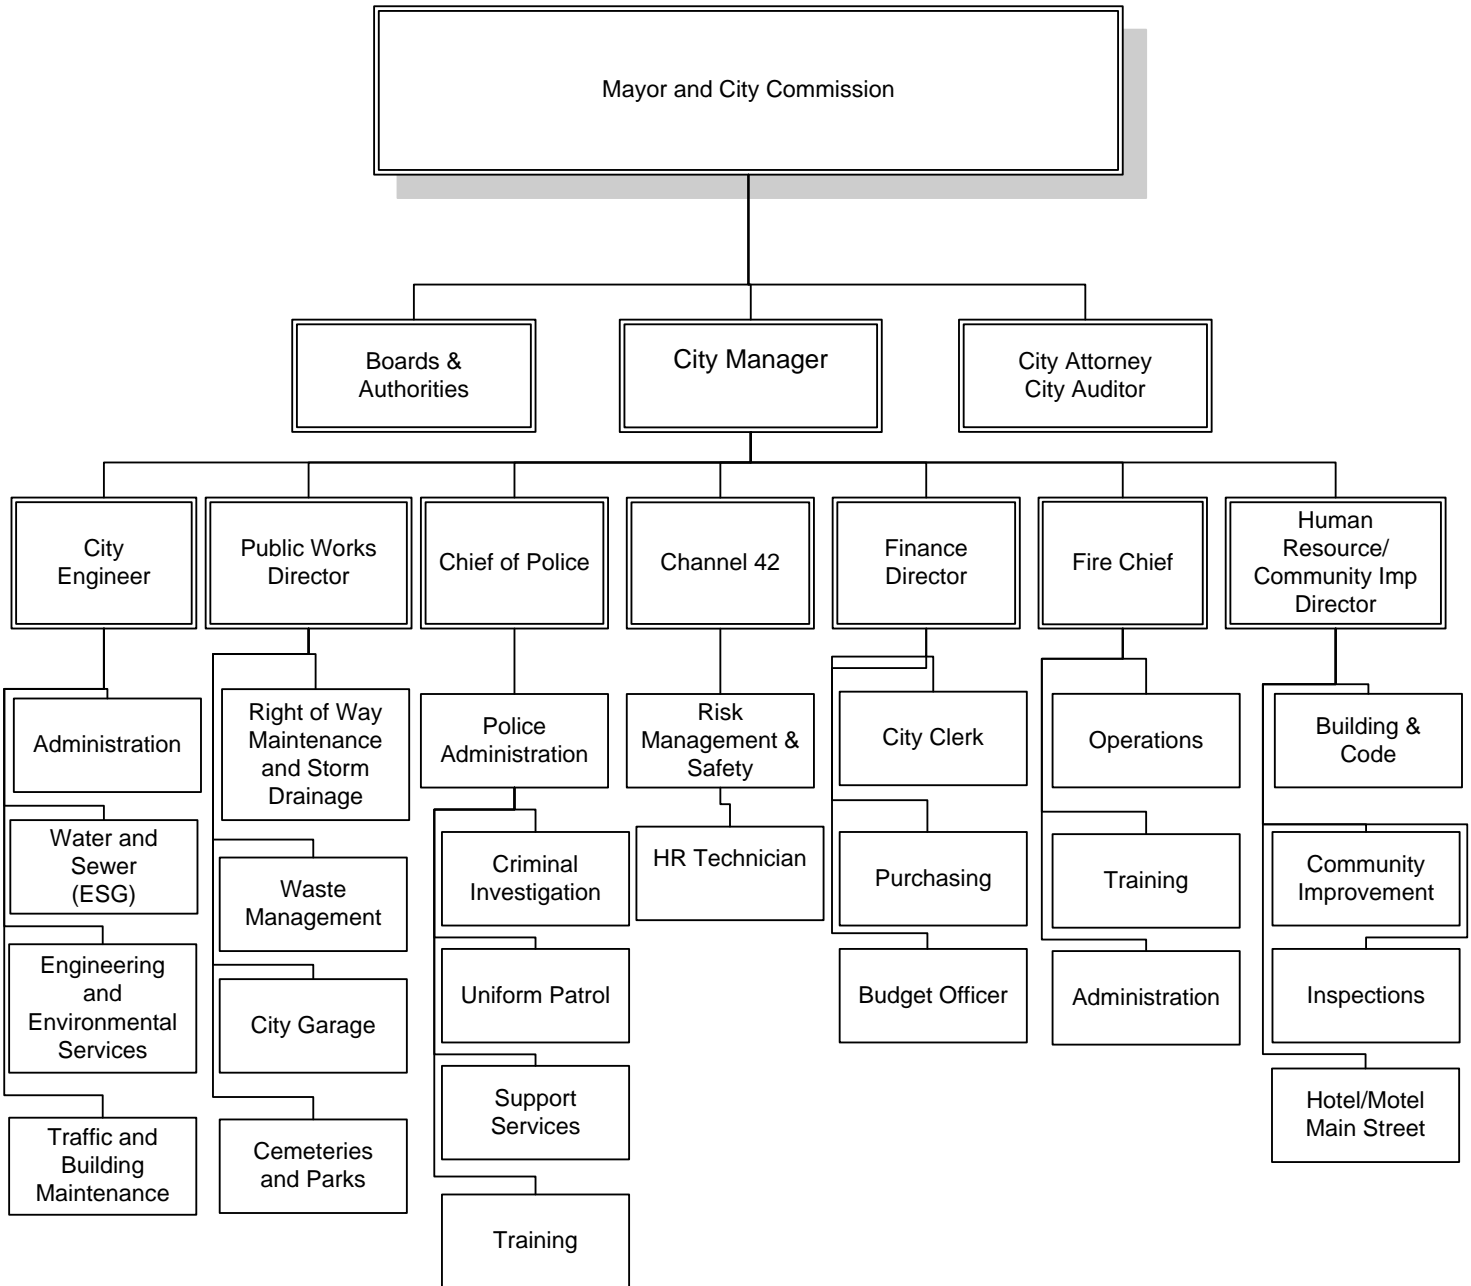 Mayor and City Commission
Boards &
Authorities
City Manager
City Attorney
City Auditor
City
Engineer
Public Works
Director
Chief of Police
Channel 42
Finance
Director
Fire Chief
Human
Resource/
Community Imp
Director
Administration
Right of Way
Maintenance
and Storm
Drainage
Police
Administration
Risk
Management &
Safety
City Clerk
Operations
Building &
Code
Water and
Sewer
(ESG)
Waste
Management
Criminal
Investigation
HR Technician
Purchasing
Training
Community
Improvement
Engineering
and
Environmental
Services
City Garage
Uniform Patrol
Budget Officer
Administration
Inspections
Traffic and
Building
Maintenance
Cemeteries
and Parks
Support
Services
Hotel/Motel
Main Street
Training